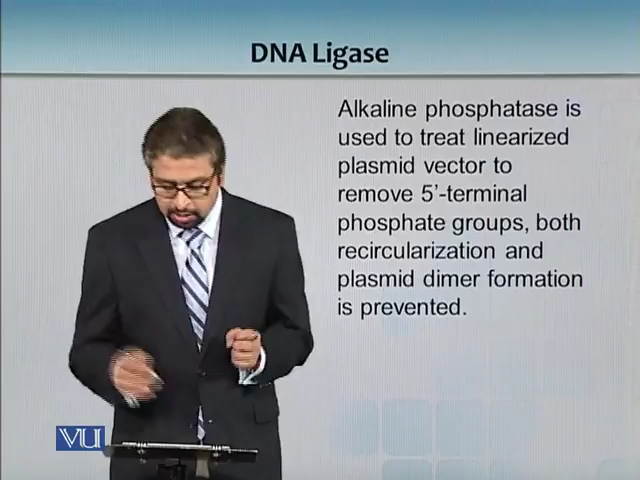 DNA Ligase
Alkaline phosphatase is
used to treat linearized
plasmid vector to
remove 5’-terminal
phosphate groups, both
recircularization and
plasmid dimer formation
is prevented.
VU